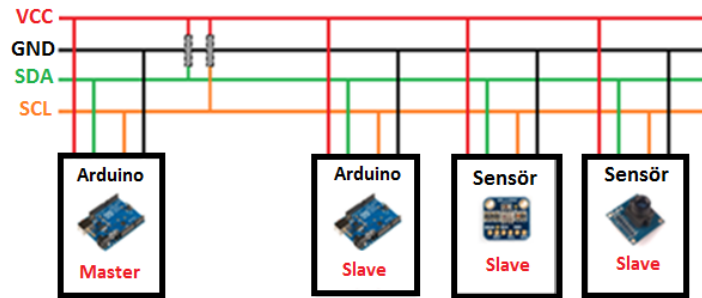 VCC
GND
SDA
SCL
Arduino
Master
Arduino
Slave
Sensör
Slave
Sensör
Slave